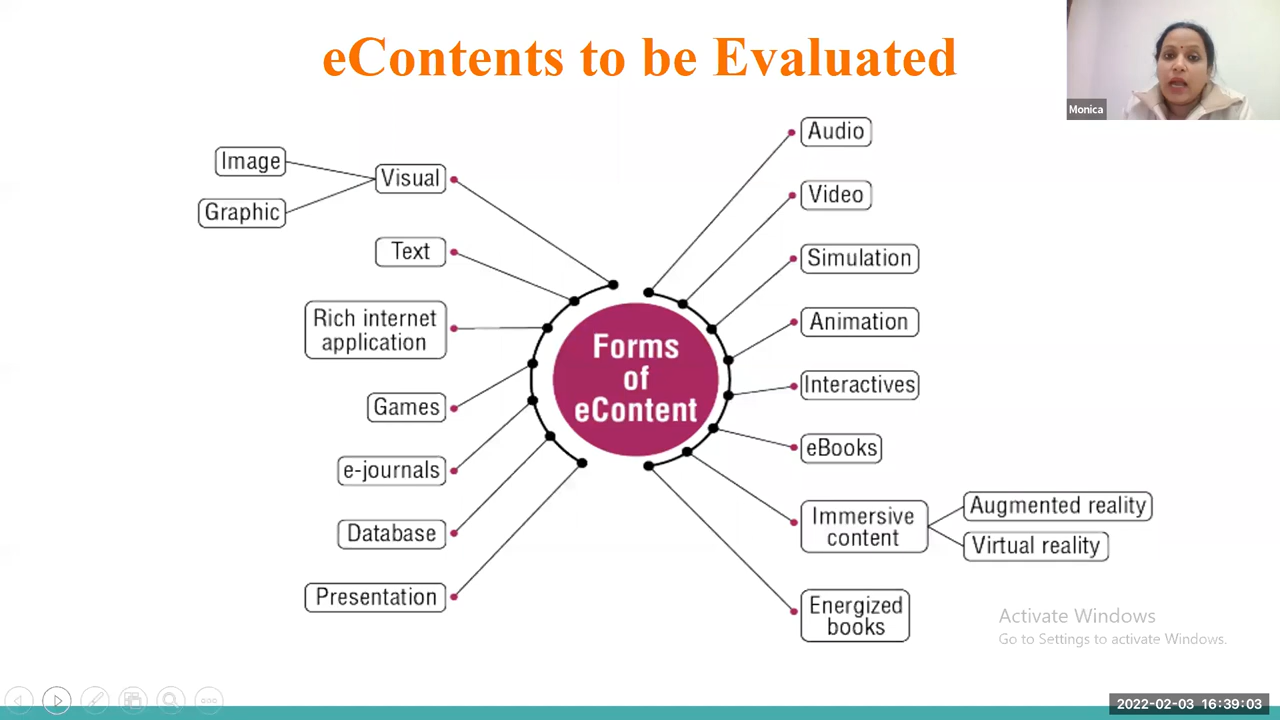 eContents to be Evaluated
Monica
Image
Graphic
Visual
Text
Rich internet
application
Games
e-journals
Database
Presentation
Forms
of
eContent
Audio
Video
Simulation
Animation
Interactives
eBooks
Immersive
content
Augmented reality
Virtual reality
Energized
books
Activate Windows
Go to Settings to activate Windows.
2022-02-03 16:39:03